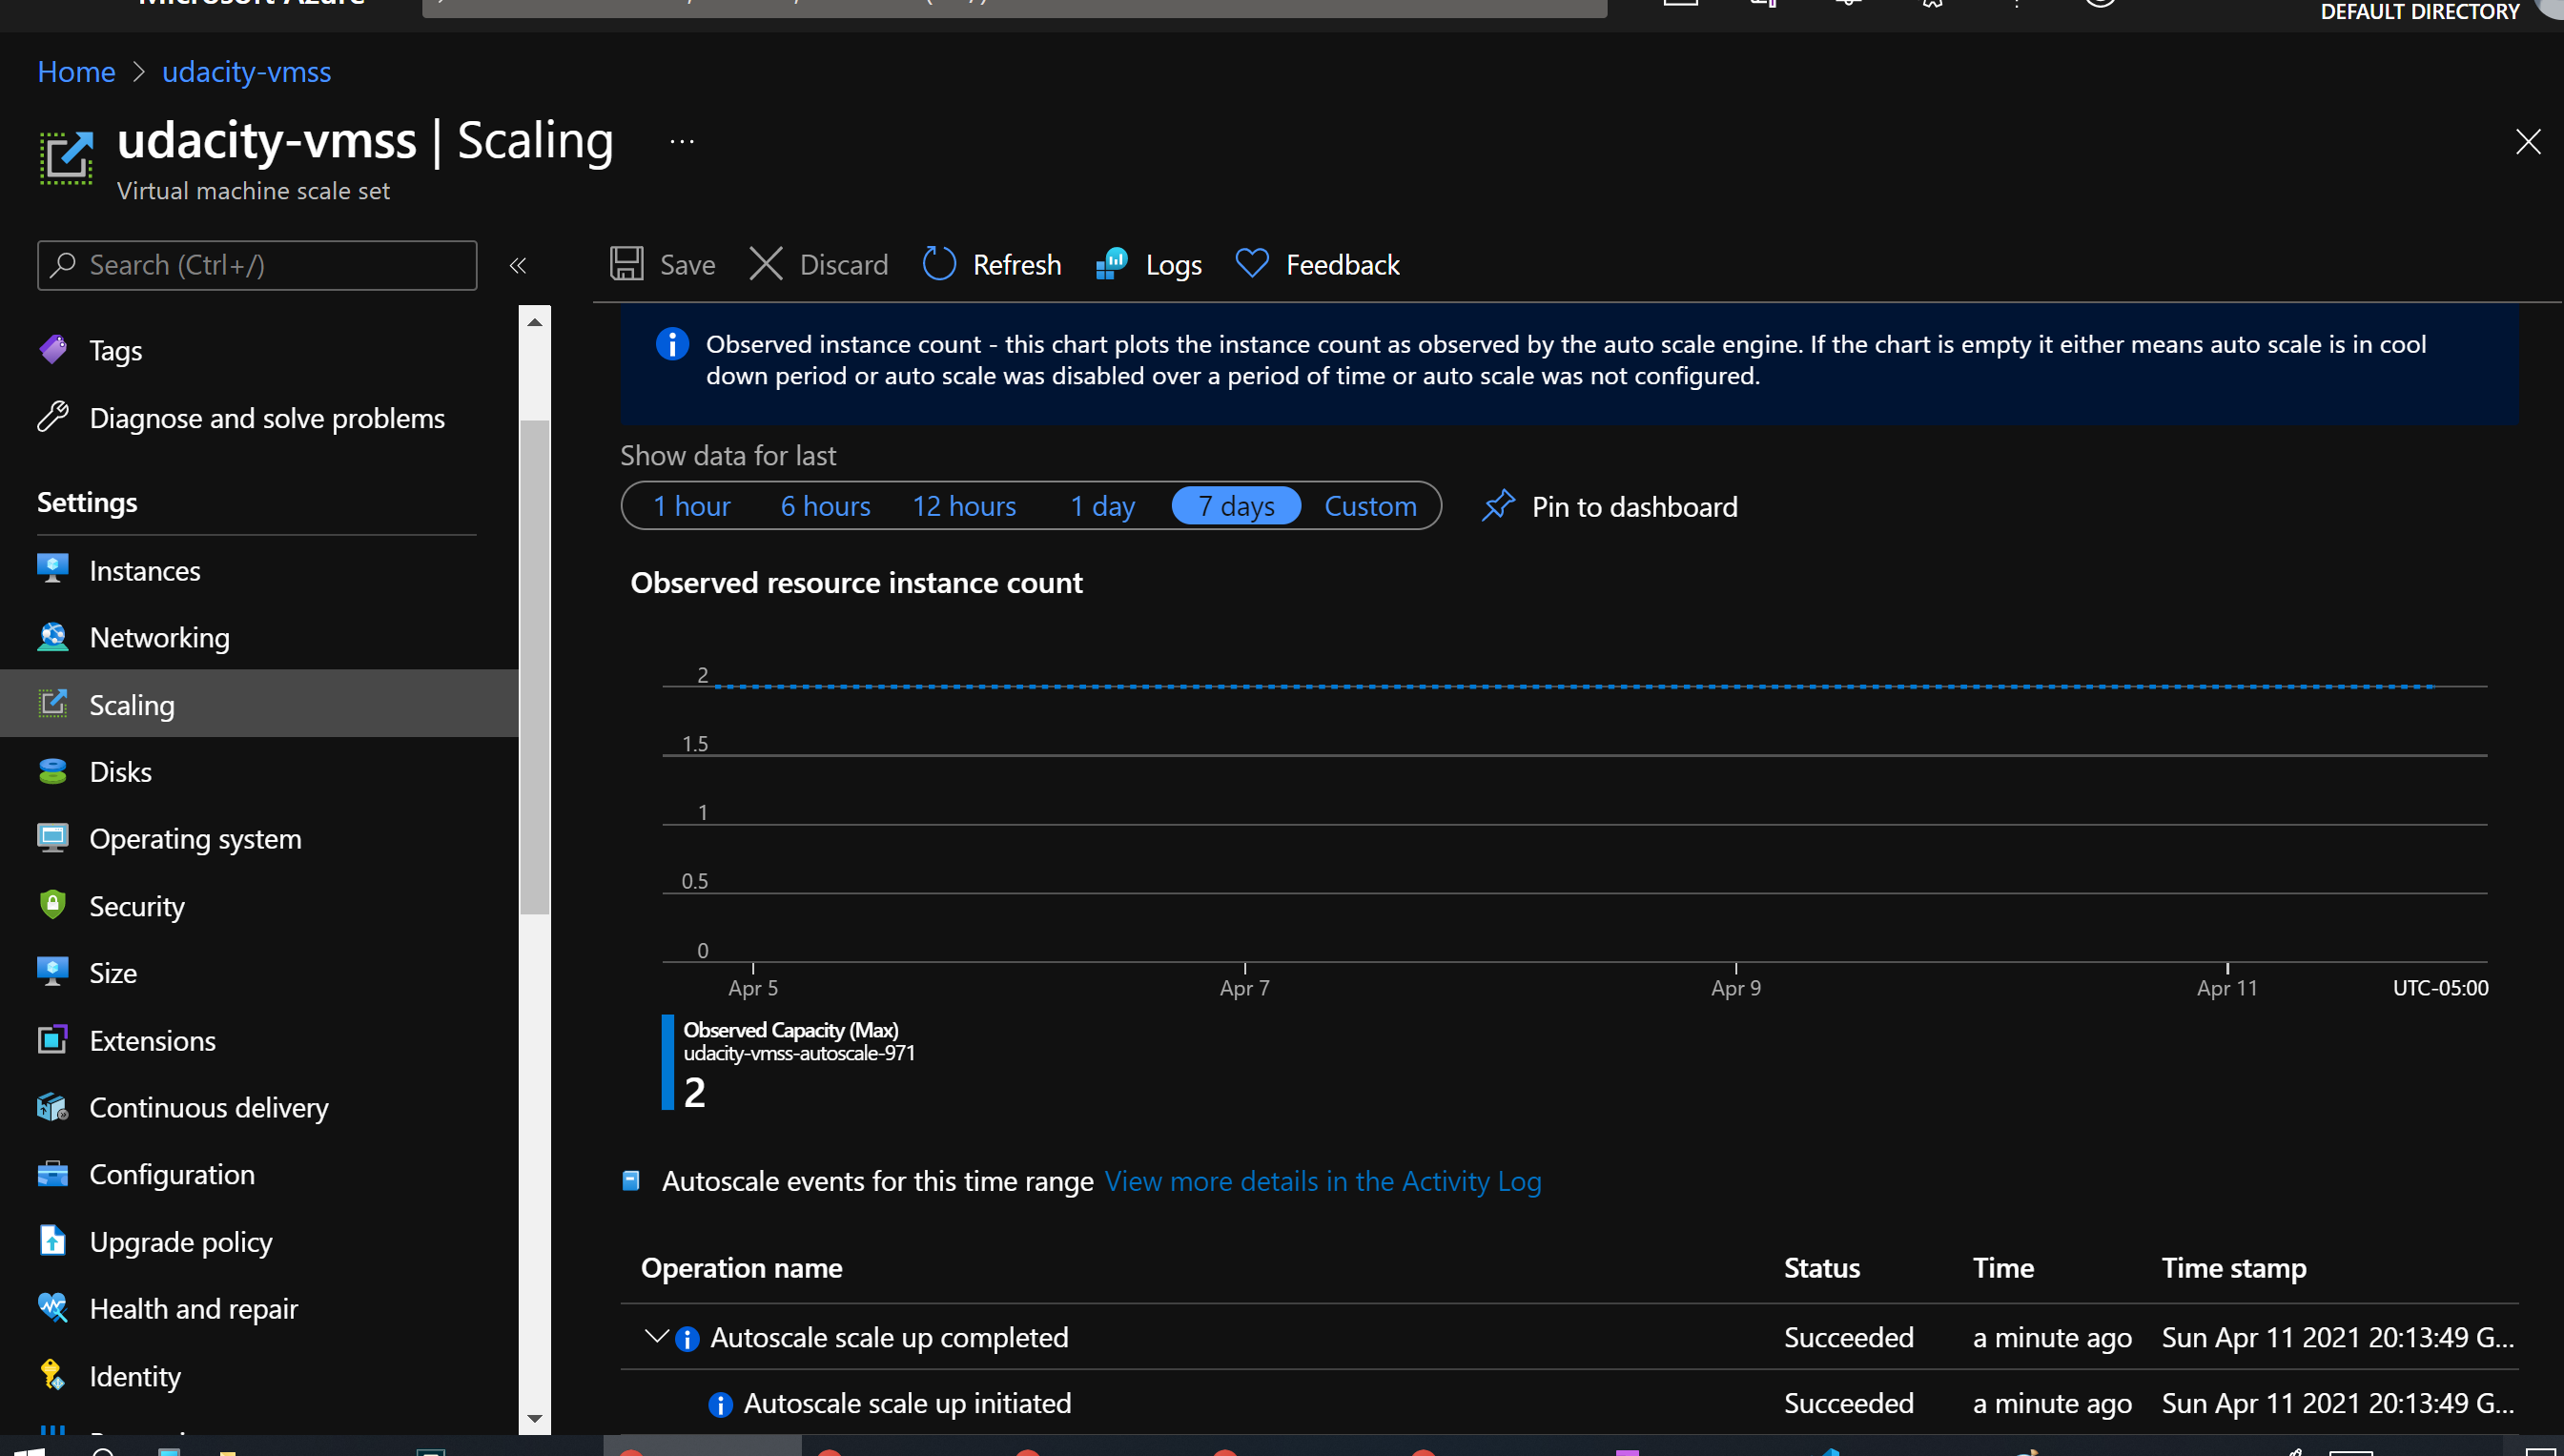 Microsoft Azure
DEFAULT DIRECTORY
Home > udacity-vmss
udacity-vmss | Scaling ...
Virtual machine scale set
Search (Ctrl+/)
«
Save
Discard
Refresh
Logs
Feedback
Tags
Diagnose and solve problems
Settings
Instances
Networking
Scaling
Disks
Operating system
Security
Size
Extensions
Continuous delivery
Configuration
Upgrade policy
Health and repair
Identity
Observed instance count - this chart plots the instance count as observed by the auto scale engine. If the chart is empty it either means auto scale is in cool
down period or auto scale was disabled over a period of time or auto scale was not configured.
Show data for last
1 hour 6 hours 12 hours 1 day 7 days Custom
Pin to dashboard
Observed resource instance count
2
1.5
1
0.5
0
Apr 5 Apr 7 Apr 9 Apr 11 UTC-05:00
Observed Capacity (Max)
udacity-vmss-autoscale-971
2
Autoscale events for this time range View more details in the Activity Log
Operation name Status Time Time stamp
Autoscale scale up completed Succeeded a minute ago Sun Apr 11 2021 20:13:49 G...
Autoscale scale up initiated Succeeded a minute ago Sun Apr 11 2021 20:13:49 G...